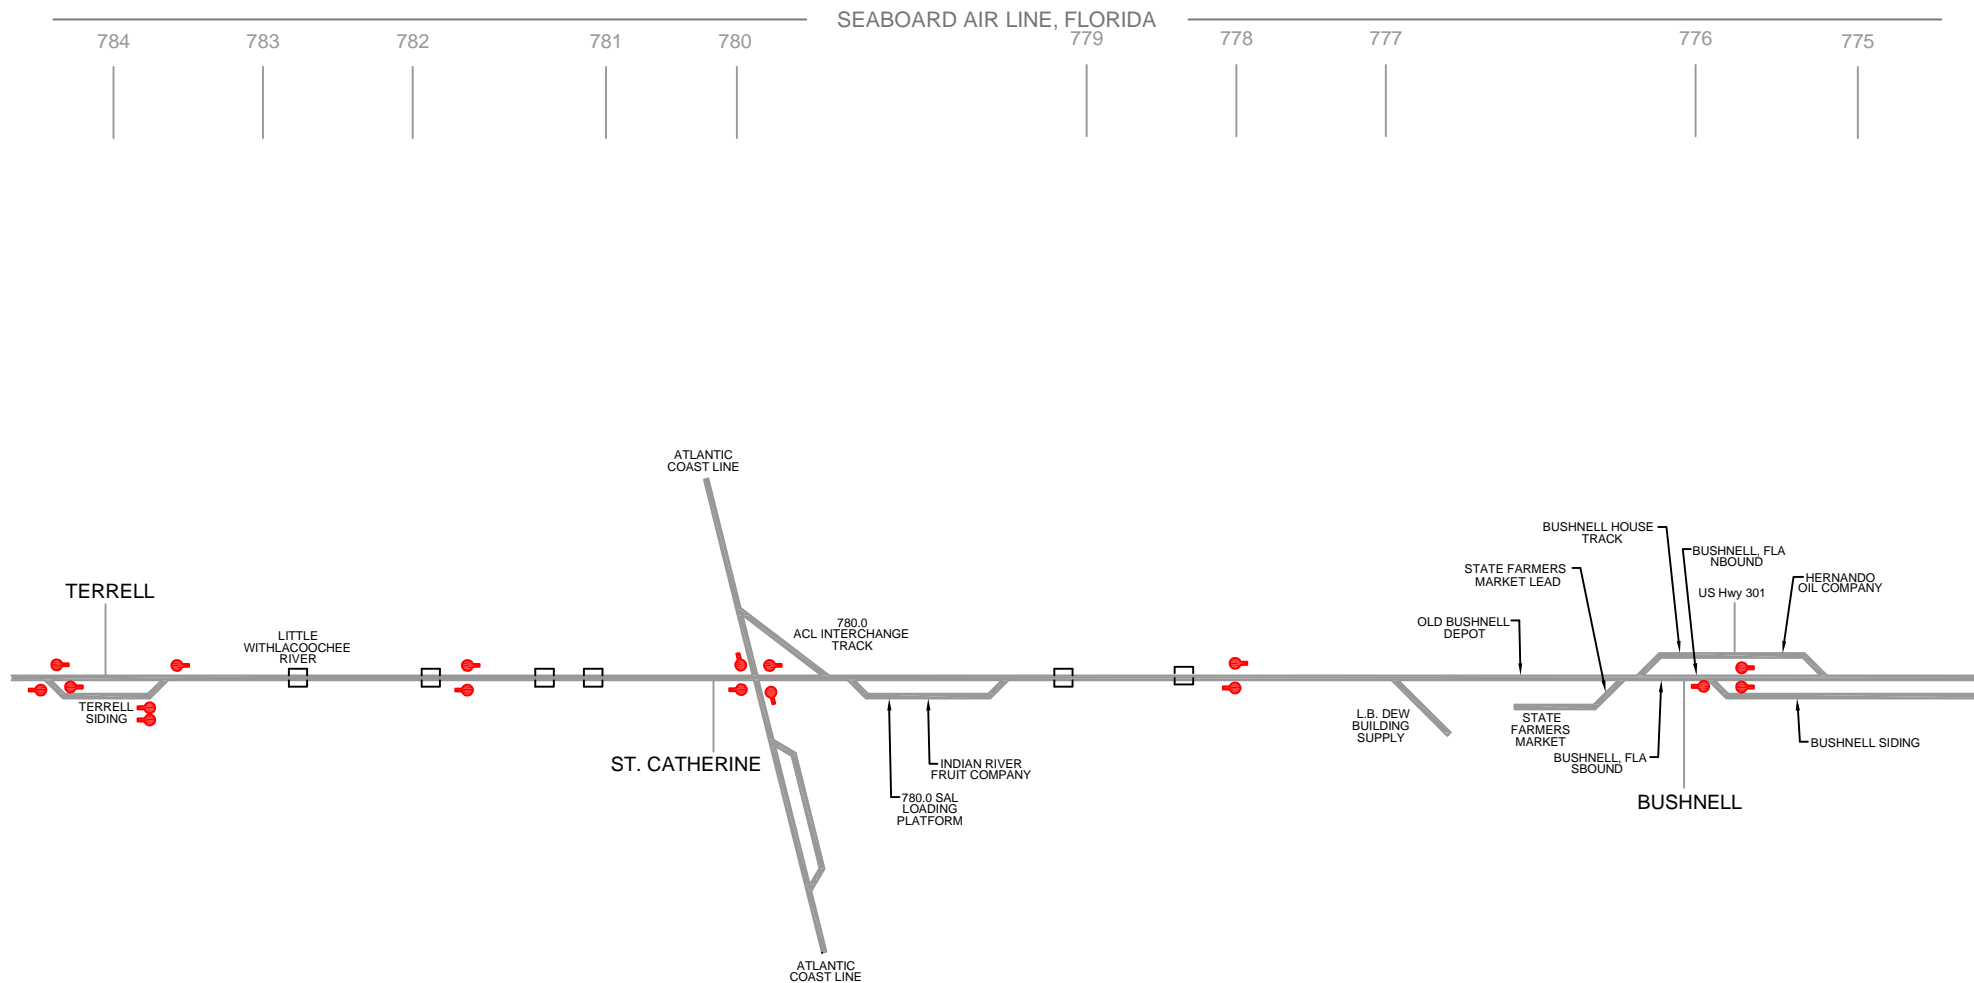 SEABOARD AIR LINE, FLORIDA
784
783
782
781
780
779
778
777
776
775
ATLANTIC
COAST LINE
BUSHNELL HOUSE
TRACK
BUSHNELL, FLA
NBOUND
STATE FARMERS
MARKET LEAD
HERNANDO
OIL COMPANY
US Hwy 301
TERRELL
LITTLE
WITHLACOOCHEE
RIVER
780.0
ACL INTERCHANGE
TRACK
OLD BUSHNELL
DEPOT
TERRELL
SIDING
ST. CATHERINE
INDIAN RIVER
FRUIT COMPANY
780.0 SAL
LOADING
PLATFORM
L.B. DEW
BUILDING
SUPPLY
STATE
FARMERS
MARKET
BUSHNELL, FLA
SBOUND
BUSHNELL SIDING
BUSHNELL
ATLANTIC
COAST LINE